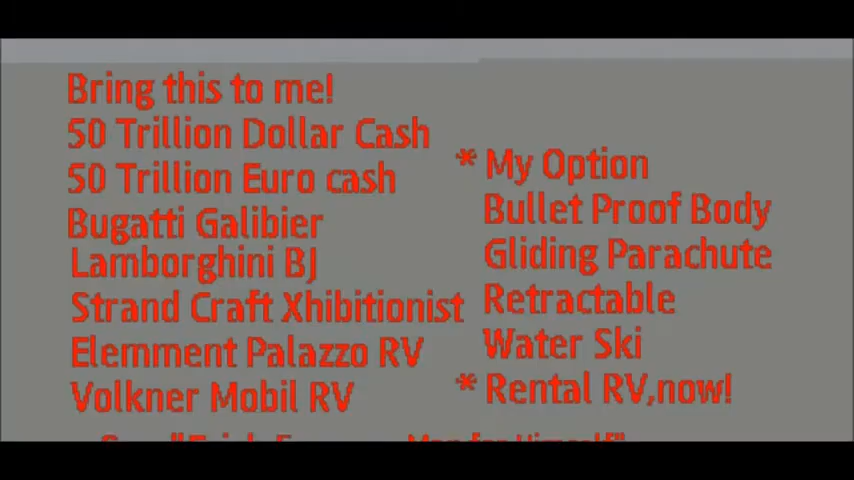 Bring this to me!
50 Trillion Dollar Cash
50 Trillion Euro cash
Bugatti Galibier
Lamborghini BJ
Strand Craft Xhibitionist
Elemment Palazzo RV
Volkner Mobil RV
* My Option
Bullet Proof Body
Gliding Parachute
Retractable
Water Ski
* Rental RV,now!